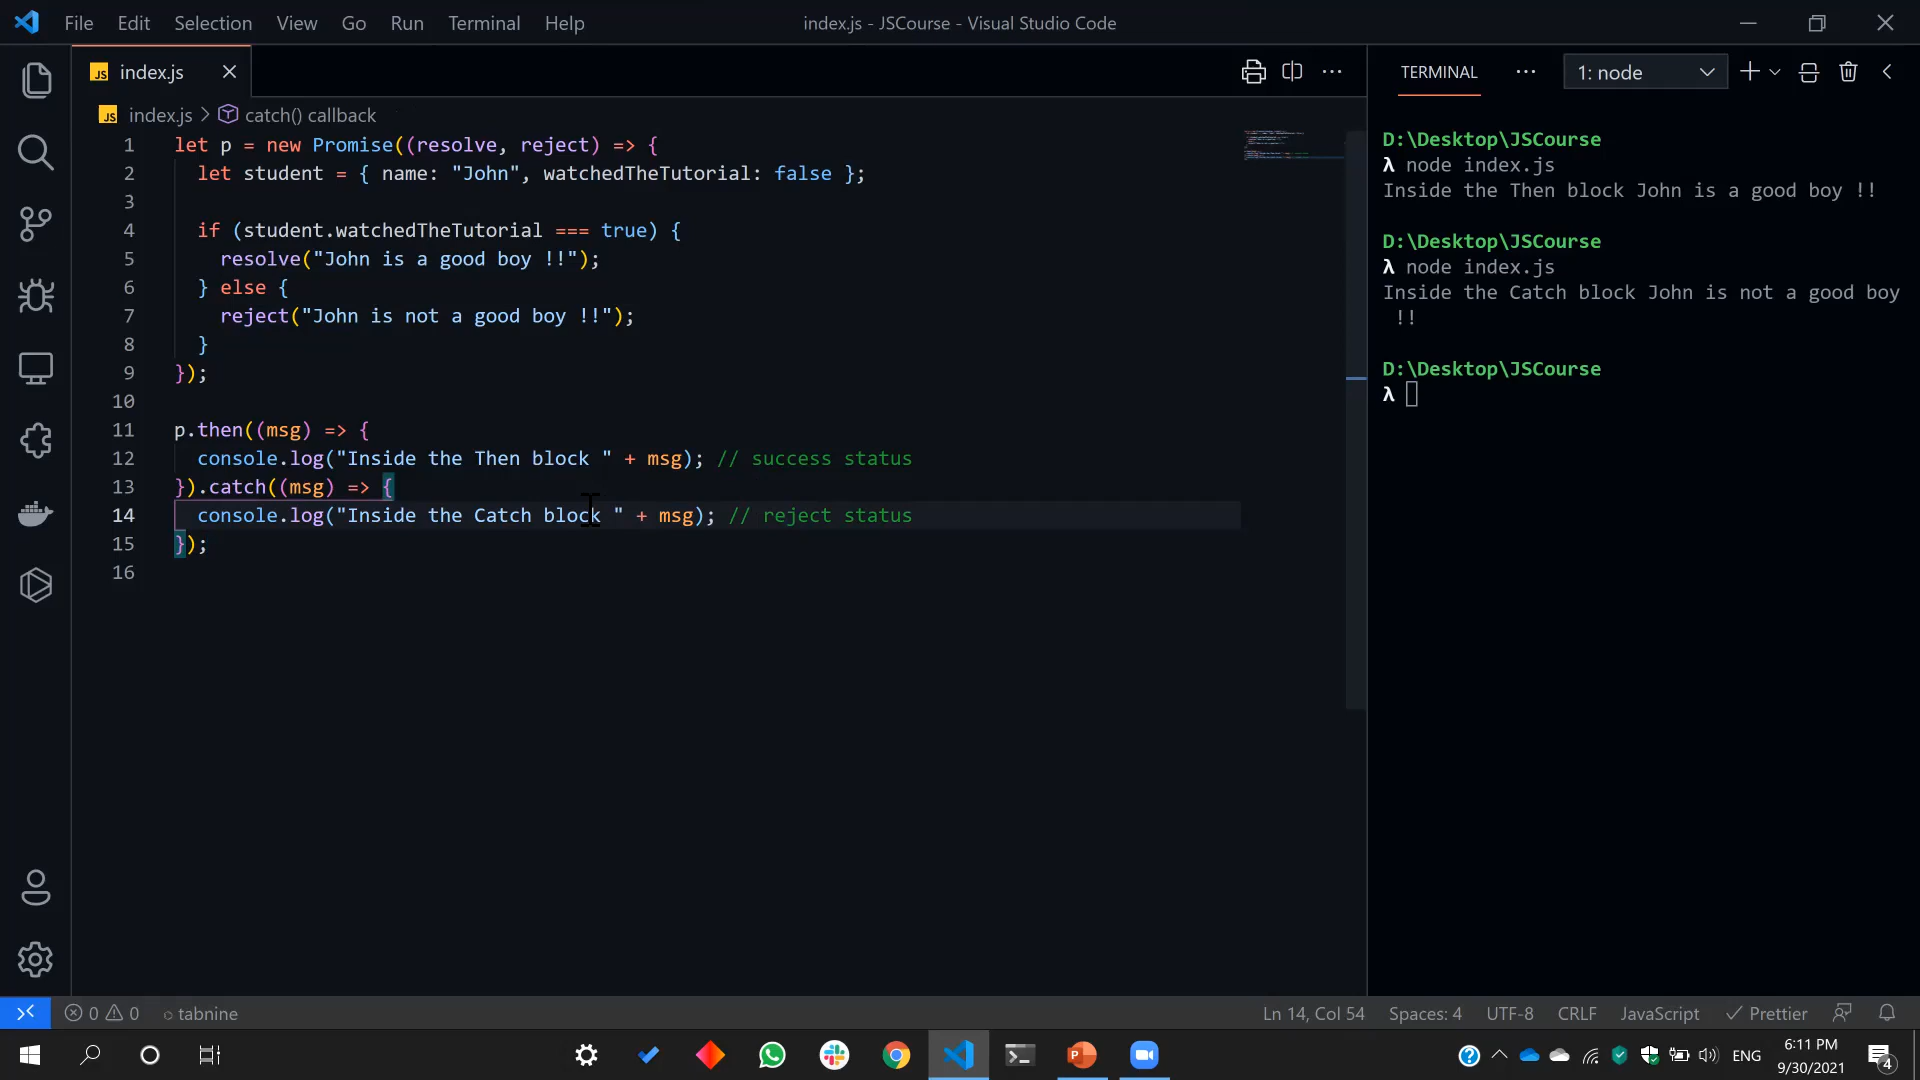 File Edit Selection View Go Run Terminal Help
index.js - JSCourse - Visual Studio Code
JS index.js
JS index.js > catch() callback
1 let p = new Promise((resolve, reject) => {
2 let student = { name: "John", watchedTheTutorial: false };
3
4 if (student.watchedTheTutorial === true) {
5 resolve("John is a good boy !!");
6 } else {
7 reject("John is not a good boy !!");
8 }
9 });
10
11 p.then((msg) => {
12 console.log("Inside the Then block " + msg); // success status
13 }).catch((msg) => {
14 console.log("Inside the Catch block " + msg); // reject status
15 });
16
TERMINAL ··· 1: node
D:\Desktop\JSCourse
λ node index.js
Inside the Then block John is a good boy !!
D:\Desktop\JSCourse
λ node index.js
Inside the Catch block John is not a good boy
!!
D:\Desktop\JSCourse
λ
0 0 tabnine
Ln 14, Col 54 Spaces: 4 UTF-8 CRLF JavaScript Prettier
P
ENG
6:11 PM
9/30/2021
4